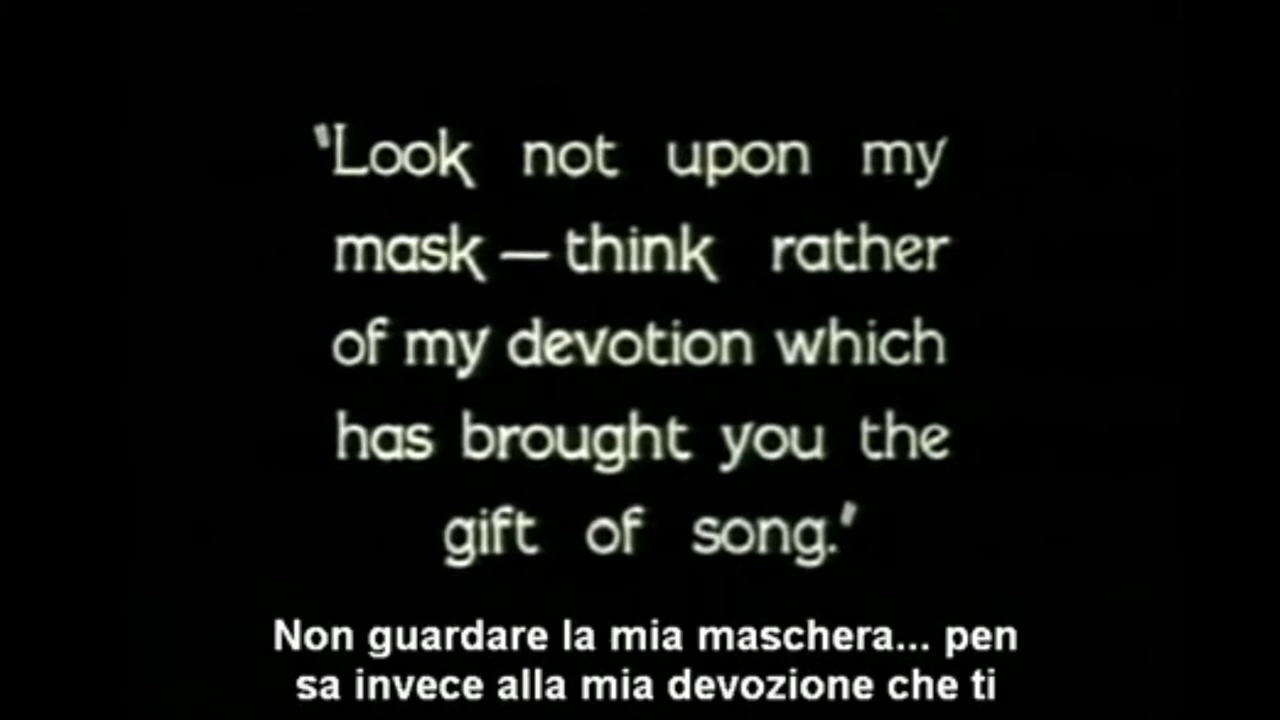 'Look not upon my
mask — think rather
of my devotion which
has brought you the
gift of song.'
Non guardare la mia maschera... pen
sa invece alla mia devozione che ti